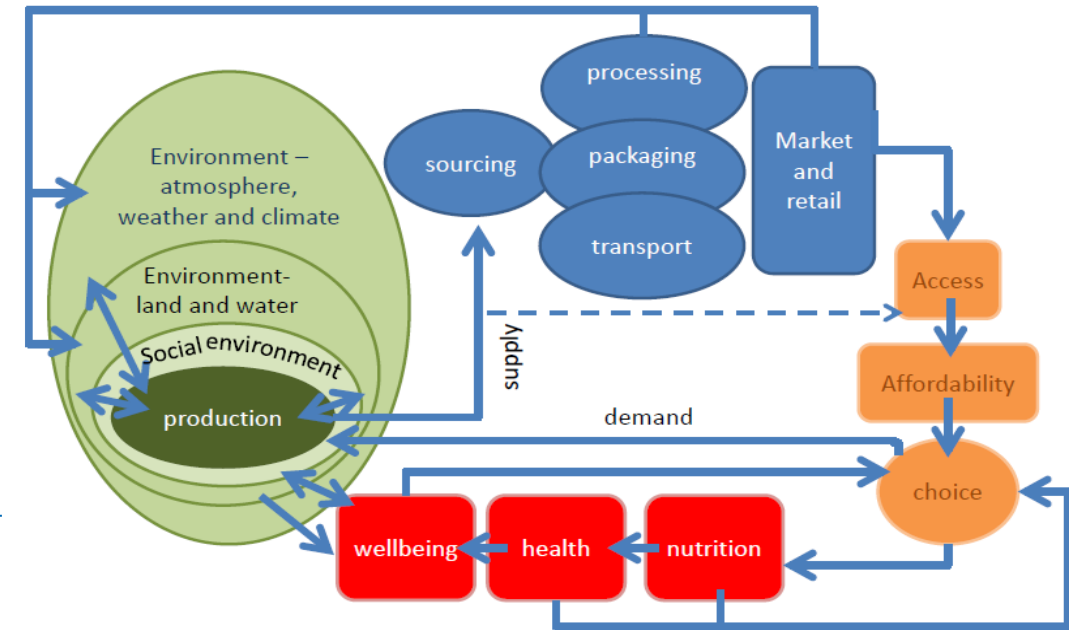 processing
Environment –
atmosphere,
weather and climate
sourcing
packaging
Market
and
retail
transport
Environment-
land and water
Access
Social environment
supply
Affordability
production
demand
choice
wellbeing
health
nutrition